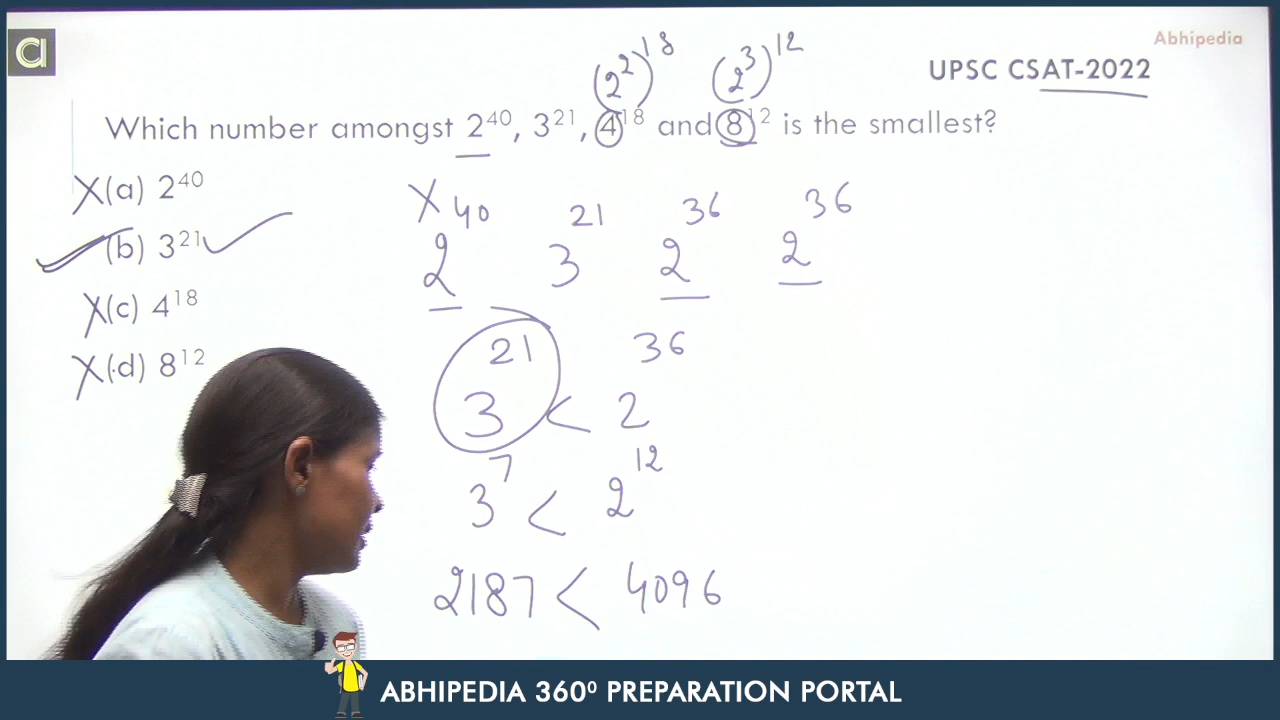 a
Abhipedia
UPSC CSAT-2022
(2²)¹⁸ (2³)¹²
Which number amongst 2⁴⁰, 3²¹, 4¹⁸ and 8¹² is the smallest?
X(a) 2⁴⁰
(b) 3²¹
X(c) 4¹⁸
X(d) 8¹²
X 2⁴⁰ 3²¹ 2³⁶ 2³⁶
3²¹ < 2³⁶
3⁷ < 2¹²
2187 < 4096
ABHIPEDIA 360⁰ PREPARATION PORTAL